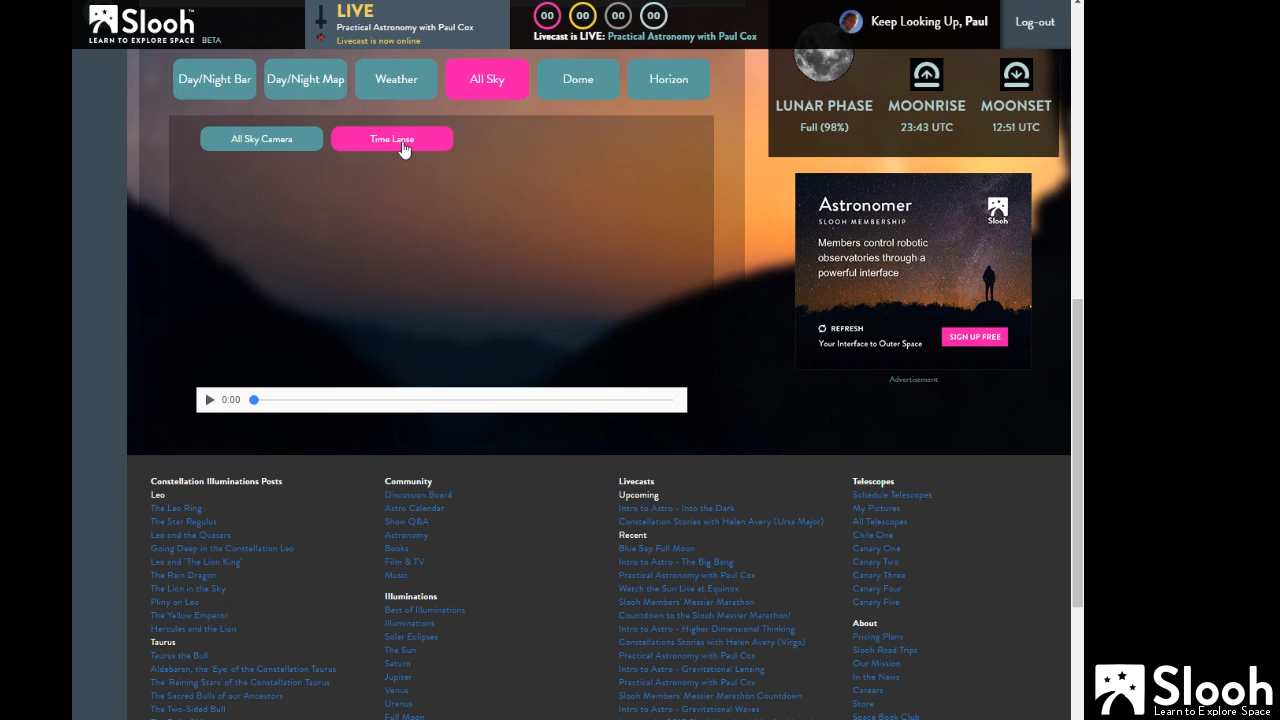 Slooh
LEARN TO EXPLORE SPACE BETA
LIVE
Practical Astronomy with Paul Cox
Livecast is now online
00 00 00 00
Livecast is LIVE: Practical Astronomy with Paul Cox
Keep Looking Up, Paul
Log-out
Day/Night Bar
Day/Night Map
Weather
All Sky
Dome
Horizon
All Sky Camera
Time Lapse
0:00
LUNAR PHASE
Full (98%)
MOONRISE
23:43 UTC
MOONSET
12:51 UTC
Astronomer
SLOOH MEMBERSHIP
Slooh
Members control robotic
observatories through a
powerful interface
REFRESH
Your Interface to Outer Space
SIGN UP FREE
Advertisement
Constellation Illuminations Posts
Leo
The Leo Ring
The Star Regulus
Leo and the Quasars
Going Deep in the Constellation Leo
Leo and 'The Lion King'
The Rain Dragon
The Lion in the Sky
Pliny on Leo
The Yellow Emperor
Hercules and the Lion
Taurus
Taurus the Bull
Aldebaran, the 'Eye' of the Constellation Taurus
The 'Raining Stars' of the Constellation Taurus
The Sacred Bulls of our Ancestors
The Two-Sided Bull
Community
Discussion Board
Astro Calendar
Show Q&A
Astronomy
Books
Film & TV
Music
Illuminations
Best of Illuminations
Illuminations
Solar Eclipses
The Sun
Saturn
Jupiter
Venus
Uranus
Full Moon
Livecasts
Upcoming
Intro to Astro - Into the Dark
Constellation Stories with Helen Avery (Ursa Major)
Recent
Blue Sap Full Moon
Intro to Astro - The Big Bang
Practical Astronomy with Paul Cox
Watch the Sun Live at Equinox
Slooh Members' Messier Marathon
Countdown to the Slooh Messier Marathon!
Intro to Astro - Higher Dimensional Thinking
Constellations Stories with Helen Avery (Virgo)
Practical Astronomy with Paul Cox
Intro to Astro - Gravitational Lensing
Practical Astronomy with Paul Cox
Slooh Members' Messier Marathon Countdown
Intro to Astro - Gravitational Waves
Telescopes
Schedule Telescopes
My Pictures
All Telescopes
Chile One
Canary One
Canary Two
Canary Three
Canary Four
Canary Five
About
Pricing Plans
Slooh Road Trips
Our Mission
In the News
Careers
Store
Space Book Club
Slooh
Learn to Explore Space